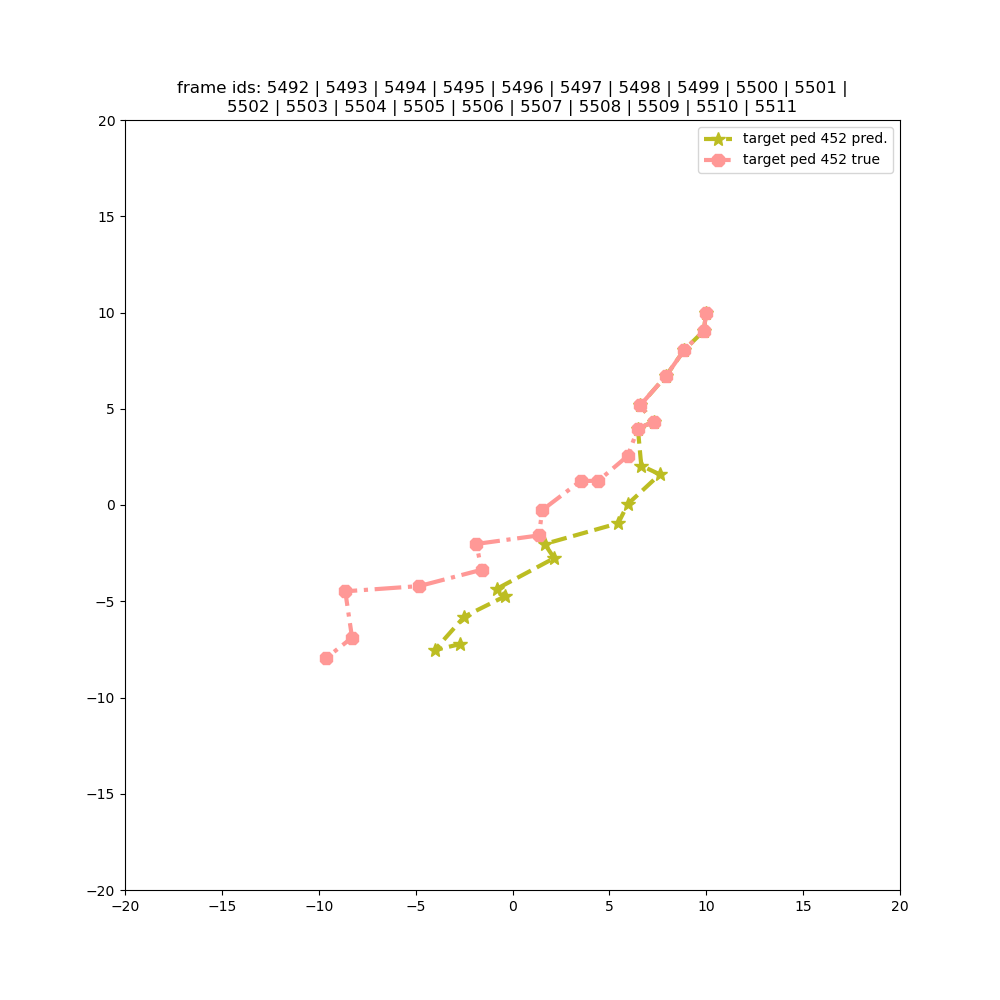 frame ids: 5492 | 5493 | 5494 | 5495 | 5496 | 5497 | 5498 | 5499 | 5500 | 5501 |
5502 | 5503 | 5504 | 5505 | 5506 | 5507 | 5508 | 5509 | 5510 | 5511
target ped 452 pred.
target ped 452 true
20
15
10
5
0
−5
−10
−15
−20
−20 −15 −10 −5 0 5 10 15 20